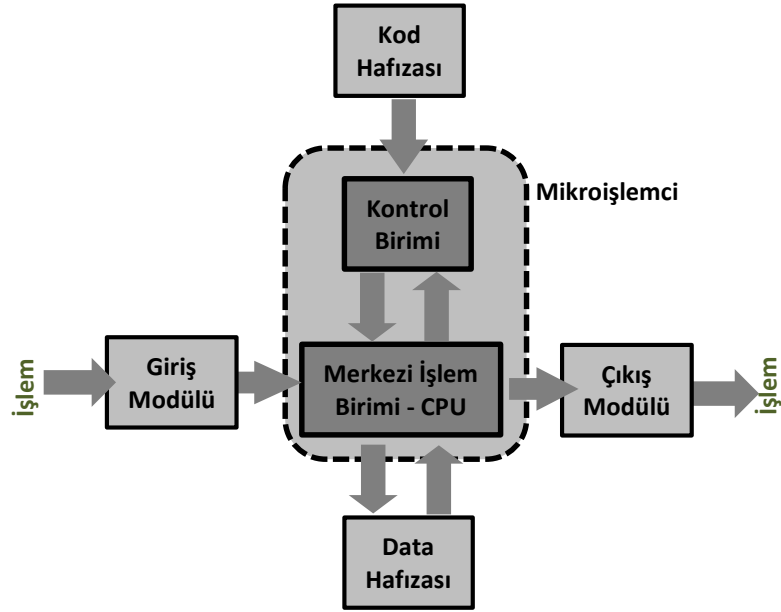 Kod
Hafızası
Mikroişlemci
Kontrol
Birimi
İşlem
Giriş
Modülü
Merkezi İşlem
Birimi - CPU
Çıkış
Modülü
İşlem
Data
Hafızası